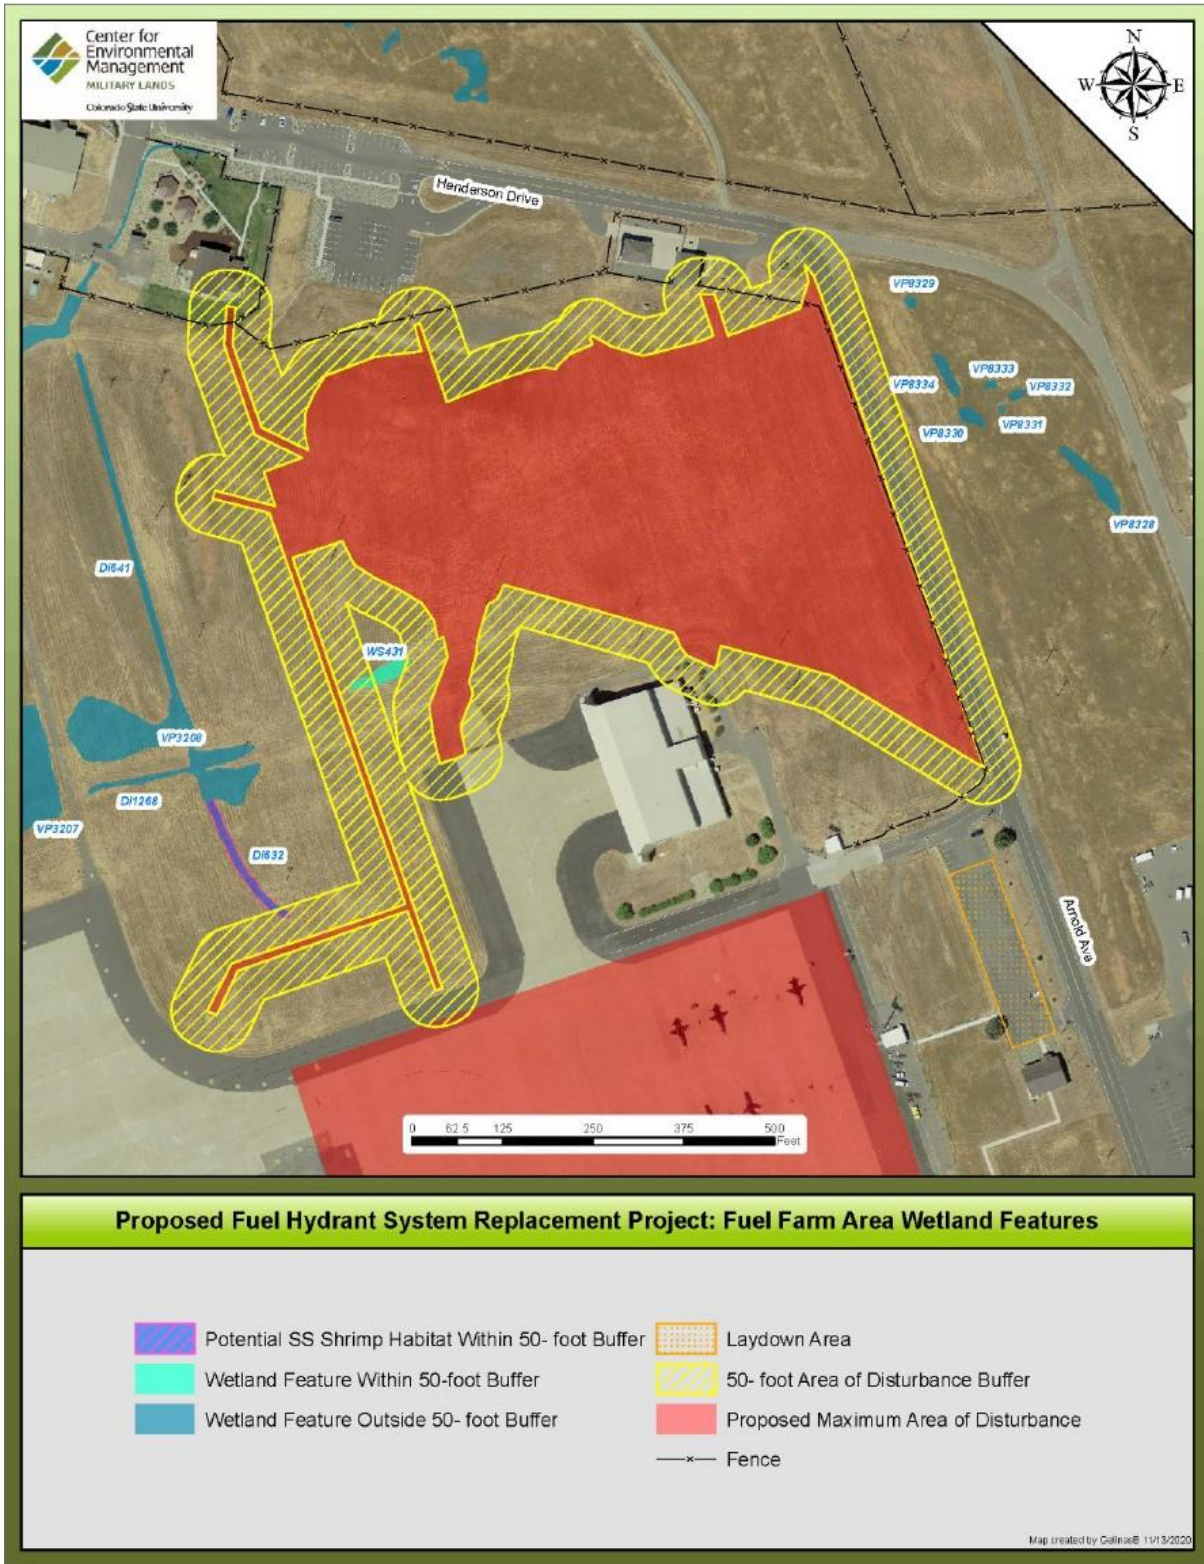 Center for
Environmental
Management
MILITARY LANDS
Colorado State University
N
W E
S
Henderson Drive
VP8329
VP8333
VP8334
VP8332
VP8331
VP8330
VP8328
DI641
WS431
VP3208
DI1268
VP3207
DI632
Arnold Ave
0 62.5 125 250 375 500
Feet
Proposed Fuel Hydrant System Replacement Project: Fuel Farm Area Wetland Features
Potential SS Shrimp Habitat Within 50- foot Buffer
Wetland Feature Within 50-foot Buffer
Wetland Feature Outside 50- foot Buffer
Laydown Area
50- foot Area of Disturbance Buffer
Proposed Maximum Area of Disturbance
Fence
Map created by GelinasB 11/13/2020